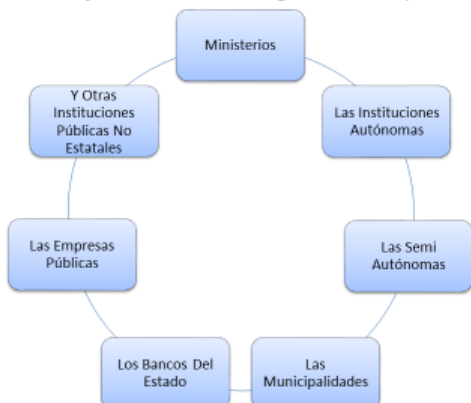 Ministerios
Las Instituciones
Autónomas
Las Semi
Autónomas
Las
Municipalidades
Los Bancos Del
Estado
Las Empresas
Públicas
Y Otras
Instituciones
Públicas No
Estatales